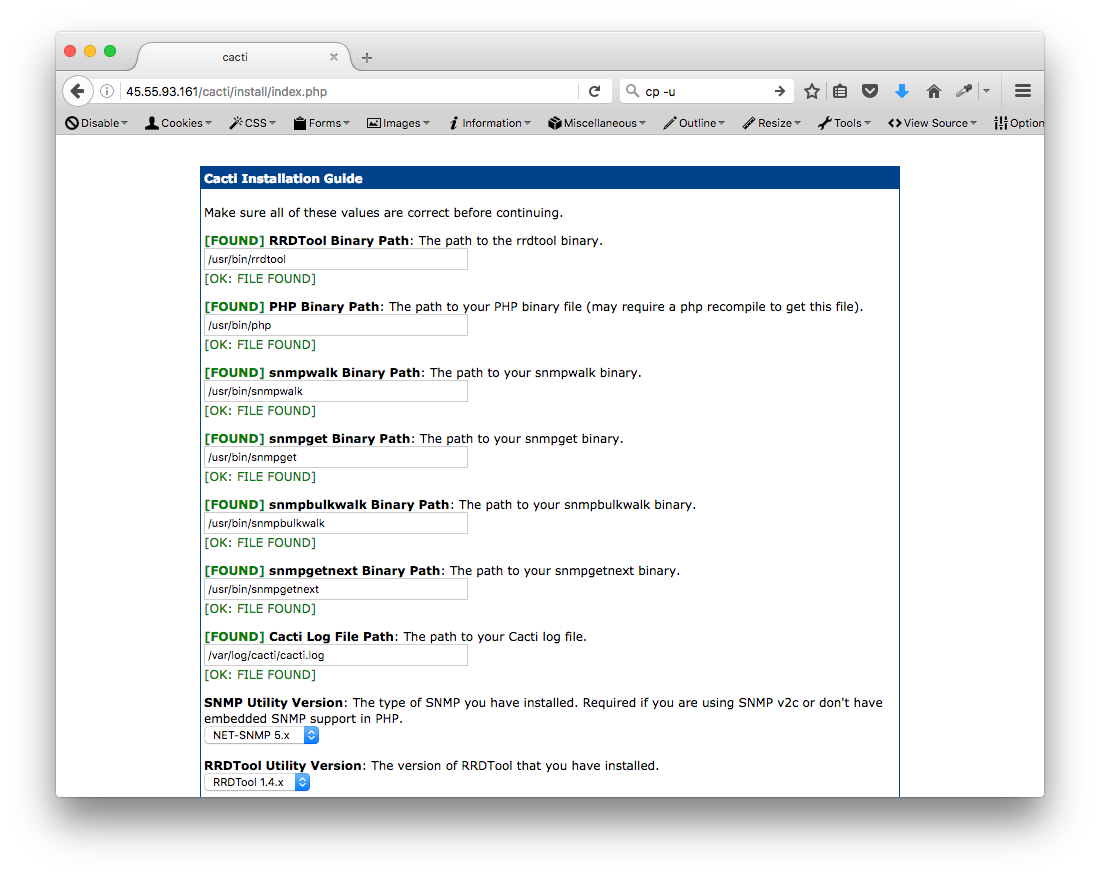 cacti
45.55.93.161/cacti/install/index.php
cp -u
Disable Cookies CSS Forms Images Information Miscellaneous Outline Resize Tools View Source Option
Cacti Installation Guide
Make sure all of these values are correct before continuing.
[FOUND] RRDTool Binary Path: The path to the rrdtool binary.
/usr/bin/rrdtool
[OK: FILE FOUND]
[FOUND] PHP Binary Path: The path to your PHP binary file (may require a php recompile to get this file).
/usr/bin/php
[OK: FILE FOUND]
[FOUND] snmpwalk Binary Path: The path to your snmpwalk binary.
/usr/bin/snmpwalk
[OK: FILE FOUND]
[FOUND] snmpget Binary Path: The path to your snmpget binary.
/usr/bin/snmpget
[OK: FILE FOUND]
[FOUND] snmpbulkwalk Binary Path: The path to your snmpbulkwalk binary.
/usr/bin/snmpbulkwalk
[OK: FILE FOUND]
[FOUND] snmpgetnext Binary Path: The path to your snmpgetnext binary.
/usr/bin/snmpgetnext
[OK: FILE FOUND]
[FOUND] Cacti Log File Path: The path to your Cacti log file.
/var/log/cacti/cacti.log
[OK: FILE FOUND]
SNMP Utility Version: The type of SNMP you have installed. Required if you are using SNMP v2c or don't have
embedded SNMP support in PHP.
NET-SNMP 5.x
RRDTool Utility Version: The version of RRDTool that you have installed.
RRDTool 1.4.x